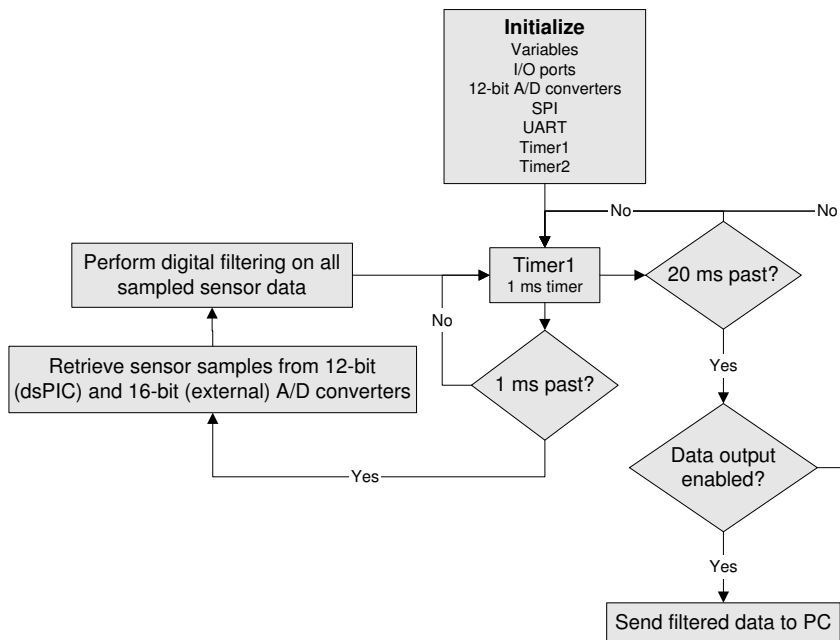 Initialize
Variables
I/O ports
12-bit A/D converters
SPI
UART
Timer1
Timer2
No
No
Perform digital filtering on all
sampled sensor data
Timer1
1 ms timer
20 ms past?
No
Retrieve sensor samples from 12-bit
(dsPIC) and 16-bit (external) A/D converters
1 ms past?
Yes
Yes
Data output
enabled?
Yes
Send filtered data to PC